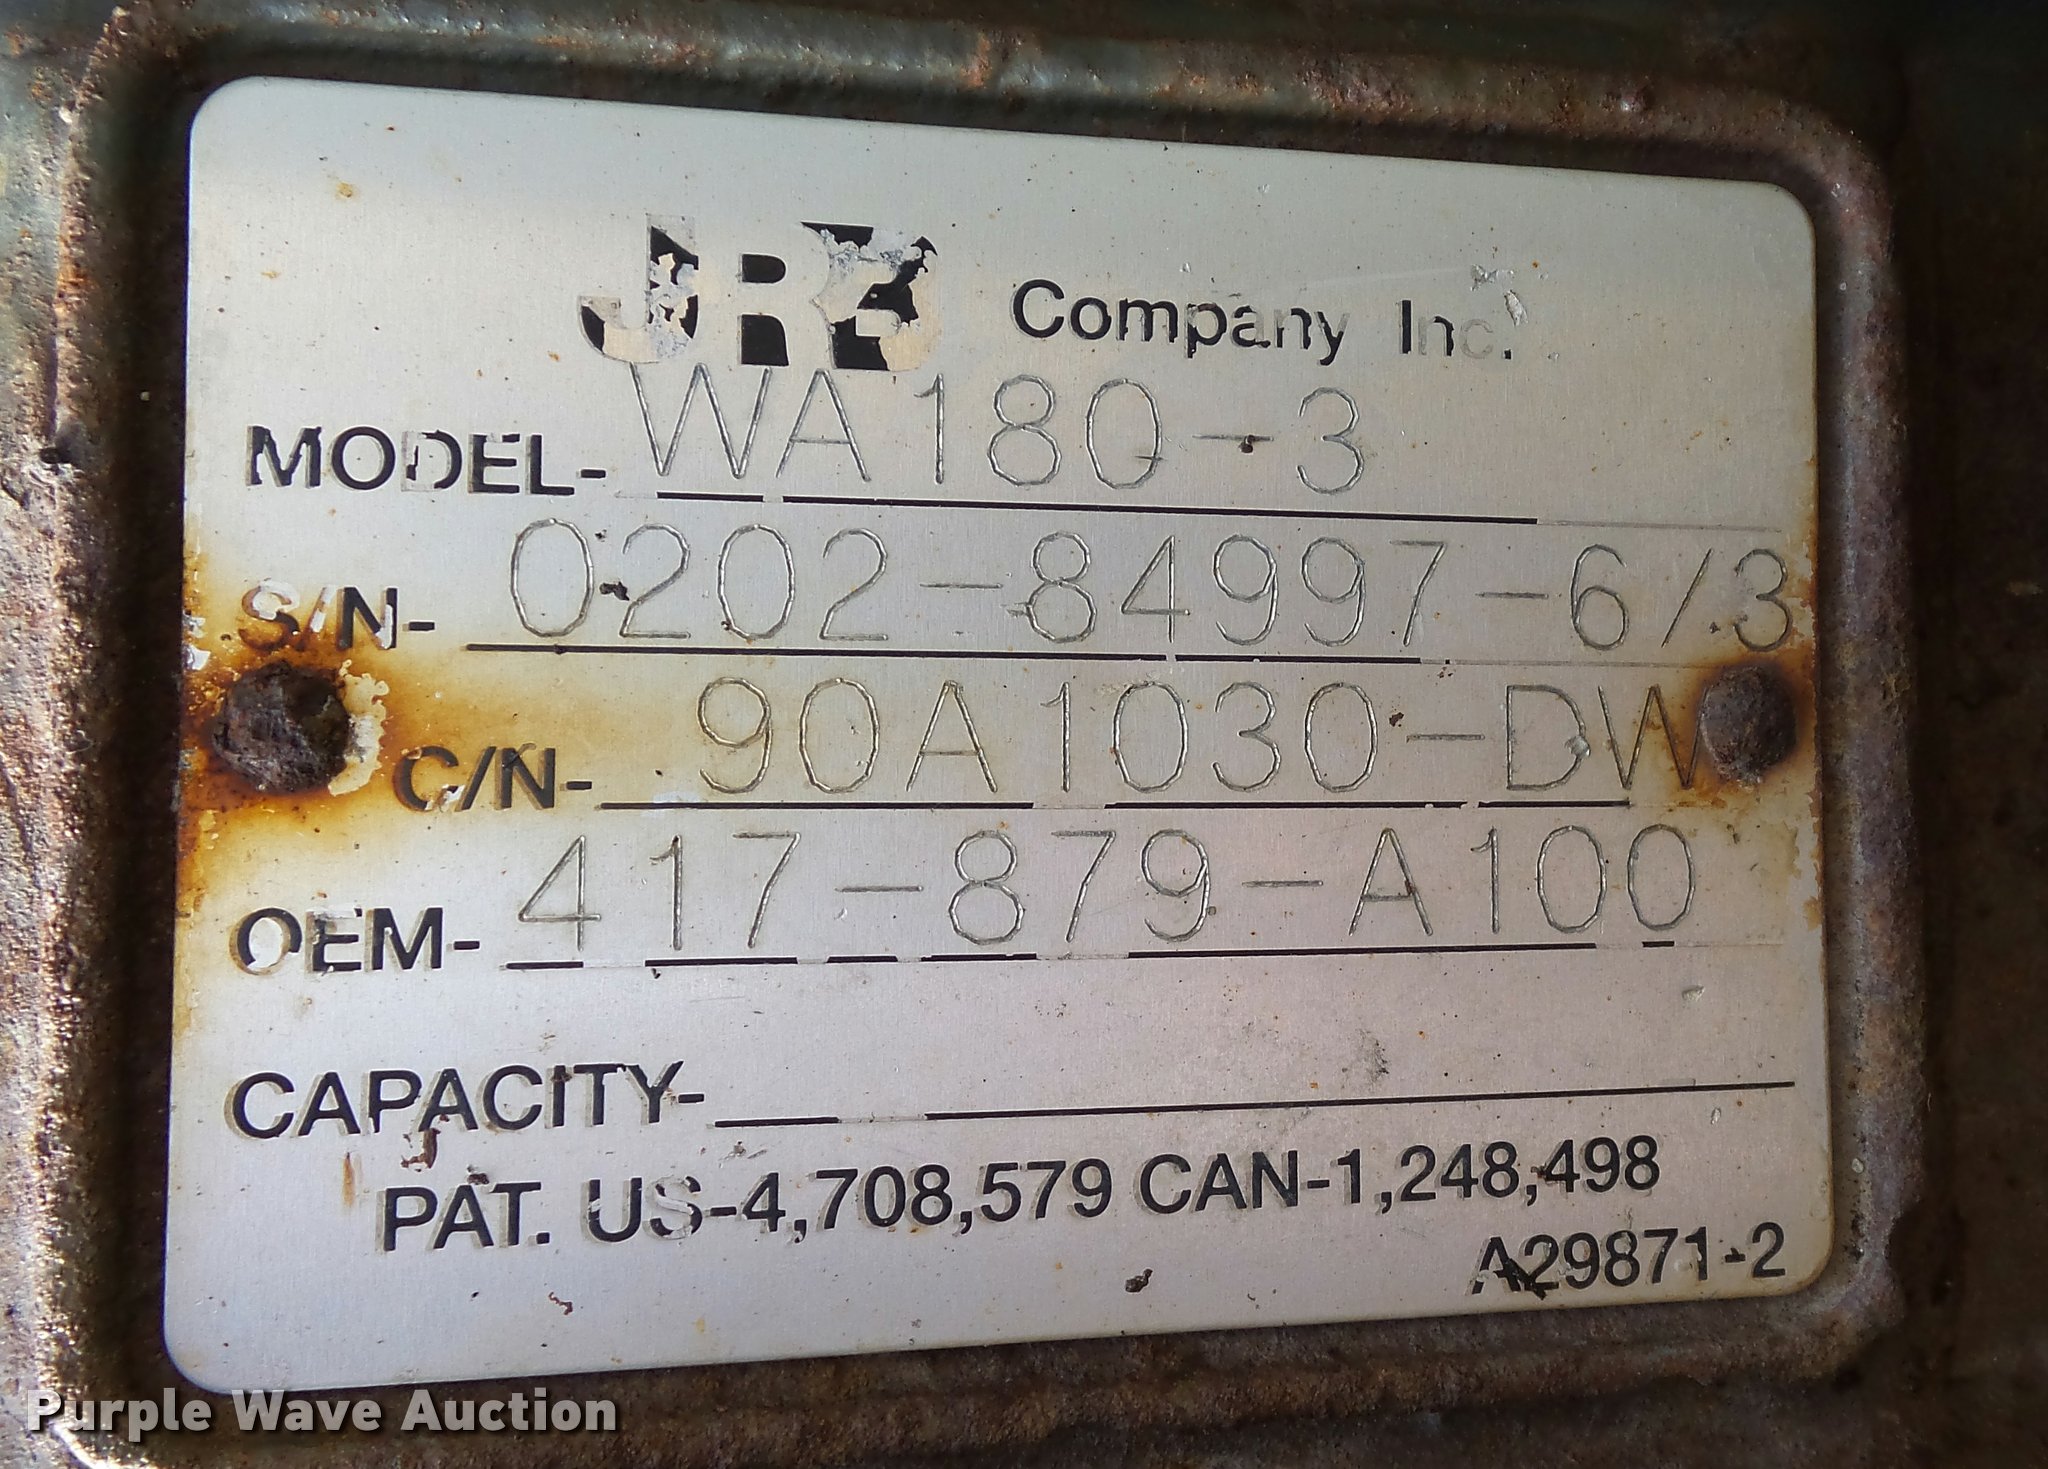 JRB Company Inc.
MODEL- WA180-3
S/N- 0202-84997-6/3
C/N- 90A1030-DW
OEM- 417-879-A100
CAPACITY-
PAT. US-4,708,579 CAN-1,248,498
A29871-2
Purple Wave Auction